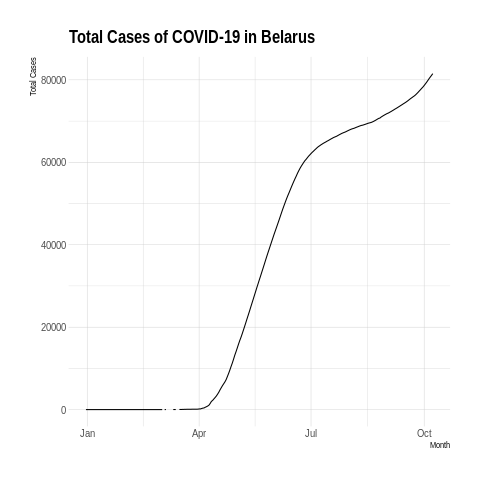 Total Cases of COVID-19 in Belarus
Total Cases
80000
60000
40000
20000
0
Jan Apr Jul Oct
Month